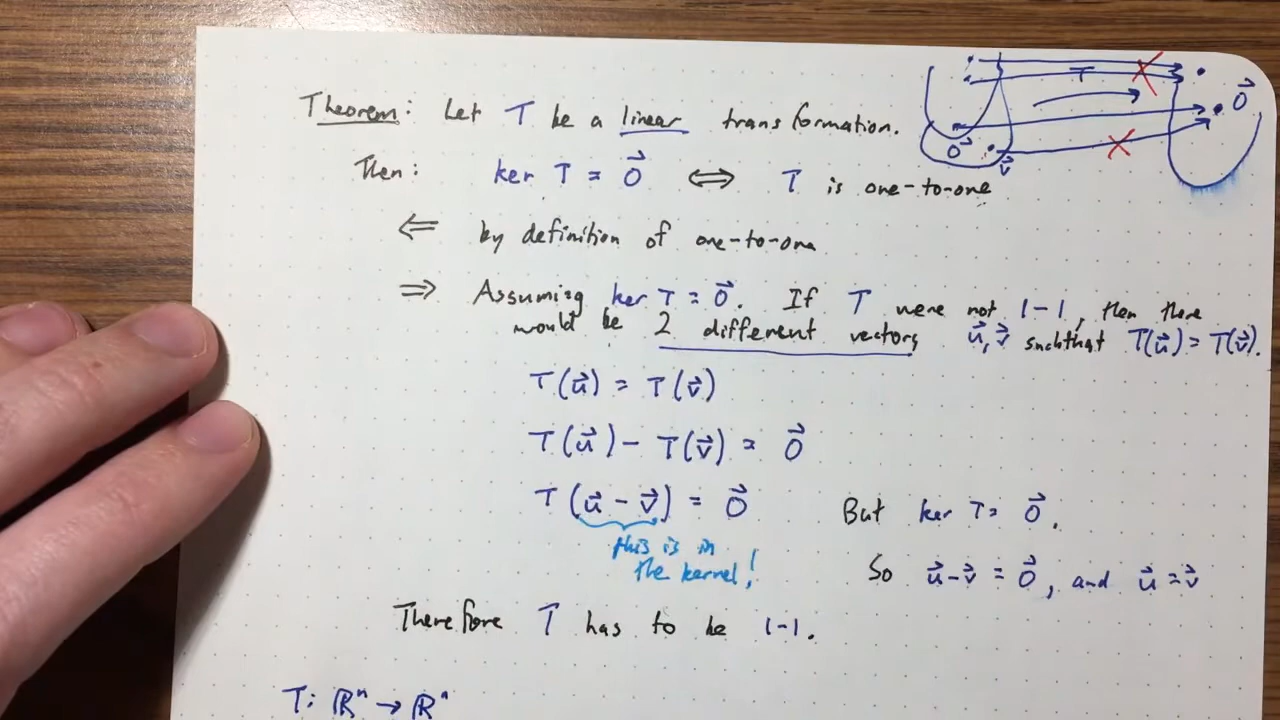 Theorem: Let T be a linear transformation.
Then: ker T = 0⃗ ⟺ T is one-to-one
⟸ by definition of one-to-one
⟹ Assuming ker T = 0⃗. If T were not 1-1, then there
would be 2 different vectors u⃗, v⃗ such that T(u⃗) = T(v⃗).
T(u⃗) = T(v⃗)
T(u⃗) - T(v⃗) = 0⃗
T(u⃗ - v⃗) = 0⃗
this is in
the kernel!
But ker T = 0⃗.
So u⃗-v⃗ = 0⃗, and u⃗ = v⃗
Therefore T has to be 1-1.
T: ℝⁿ → ℝⁿ
T
0⃗
0⃗
v⃗